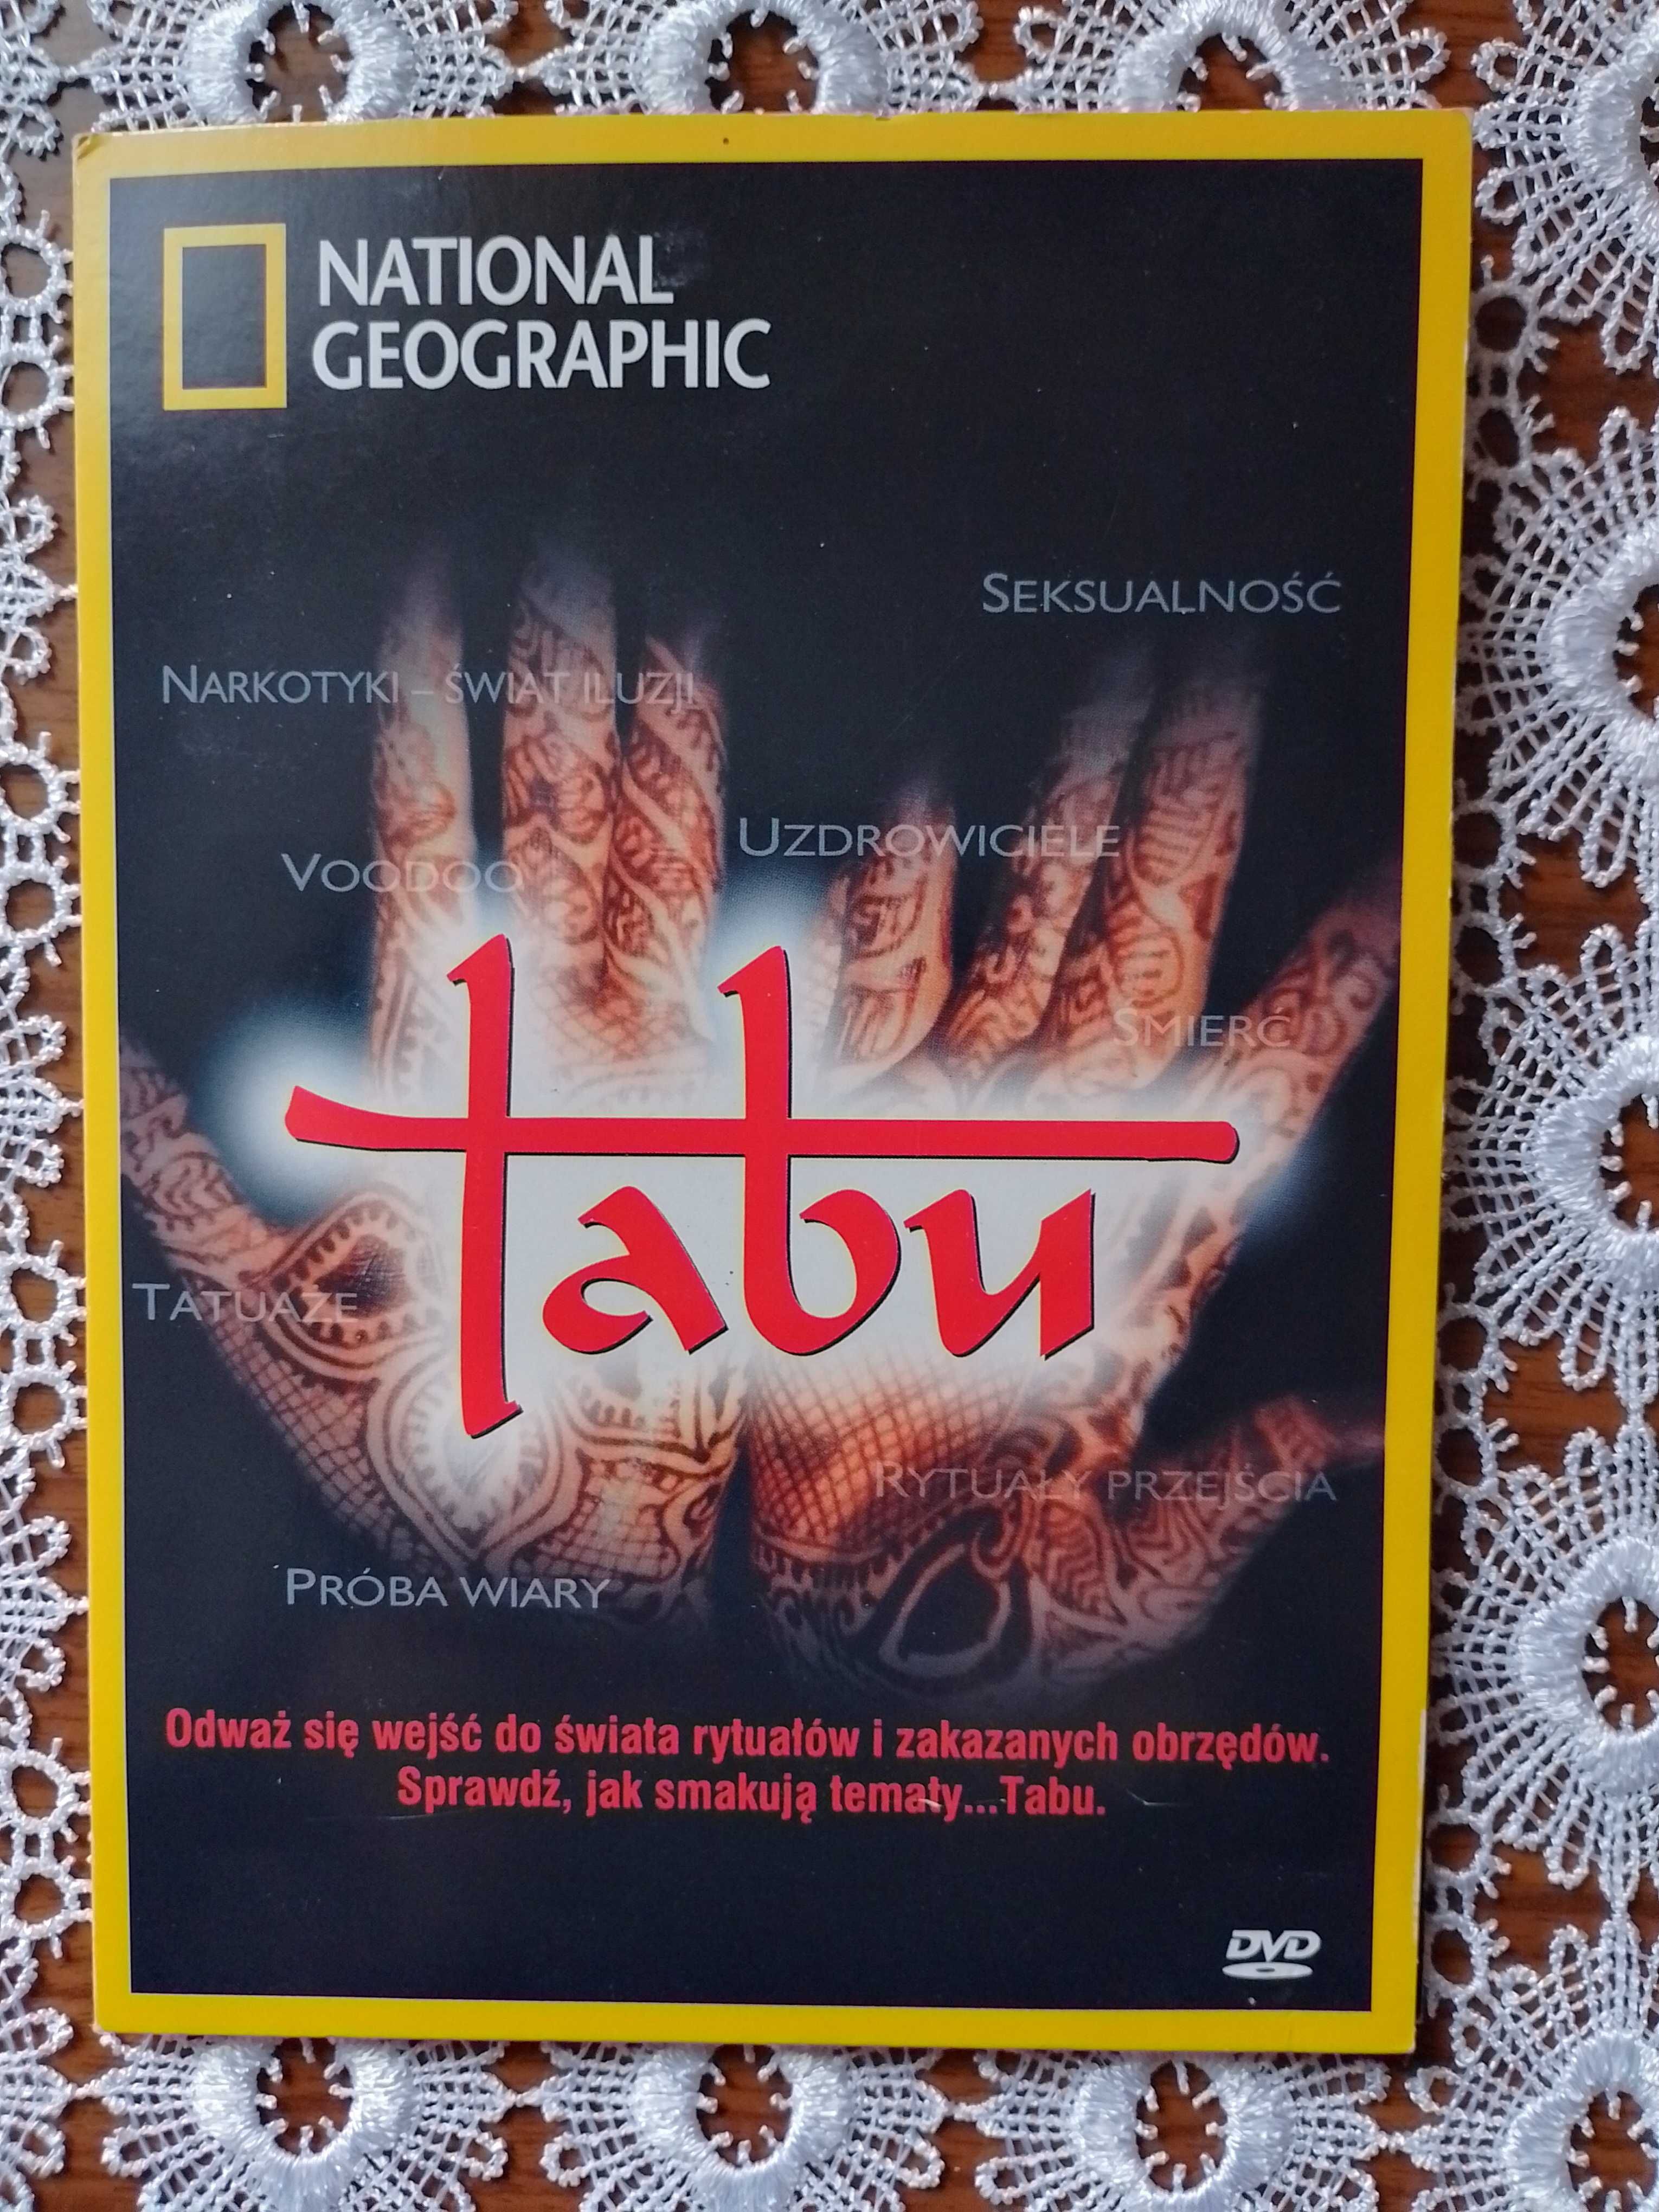 NATIONAL
GEOGRAPHIC
SEKSUALNOŚĆ
NARKOTYKI – ŚWIAT ILUZJI
UZDROWICIELE
VOODOO
ŚMIERĆ
tabu
TATUAŻE
RYTUAŁY PRZEJŚCIA
PRÓBA WIARY
Odważ się wejść do świata rytuałów i zakazanych obrzędów.
Sprawdź, jak smakują tematy...Tabu.
DVD